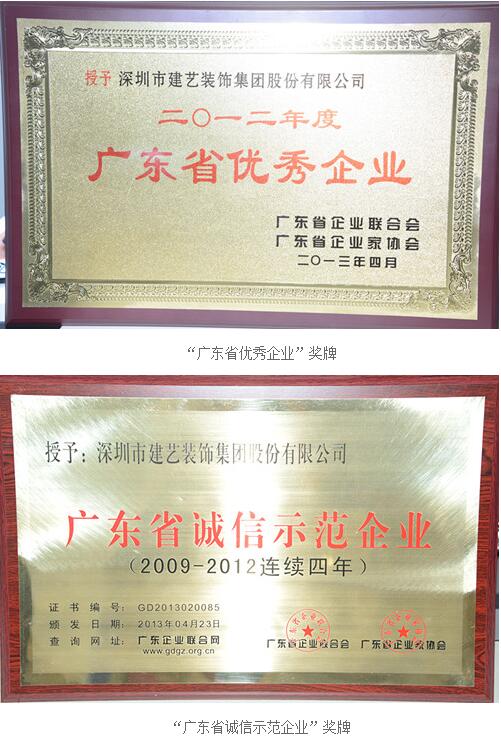 授予 深圳市建艺装饰集团股份有限公司
二〇一二年度
广东省优秀企业
广东省企业联合会
广东省企业家协会
二〇一三年四月
“广东省优秀企业”奖牌
授予：深圳市建艺装饰集团股份有限公司
广东省诚信示范企业
（2009-2012连续四年）
证书编号：GD2013020085
颁发日期：2013年04月23日
查询网址：广东企业联合网
www.gdgz.org.cn
广东省企业联合会 广东省企业家协会
“广东省诚信示范企业”奖牌